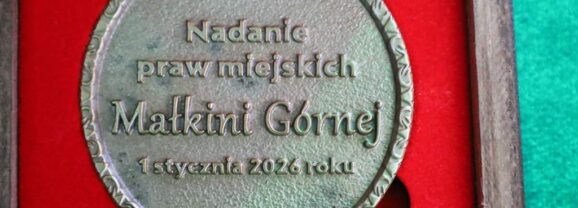 Nadanie
praw miejskich
Małkini Górnej
1 stycznia 2026 roku